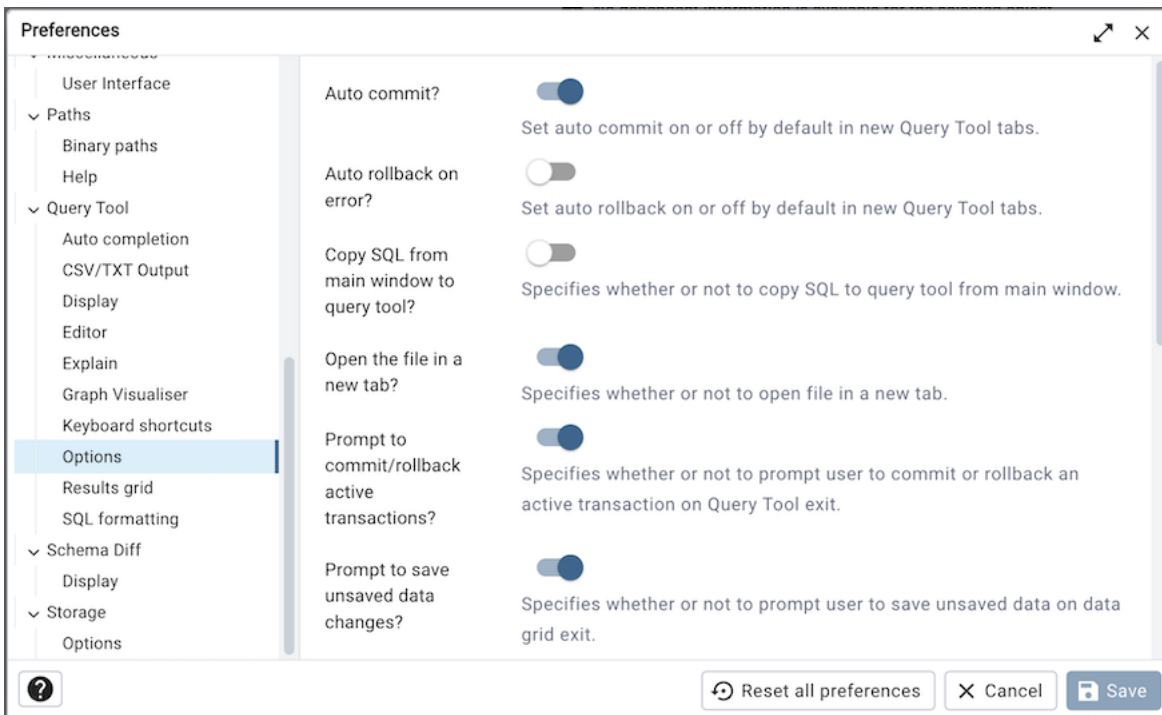 Preferences
User Interface
Paths
Binary paths
Help
Query Tool
Auto completion
CSV/TXT Output
Display
Editor
Explain
Graph Visualiser
Keyboard shortcuts
Options
Results grid
SQL formatting
Schema Diff
Display
Storage
Options
Auto commit?
Set auto commit on or off by default in new Query Tool tabs.
Auto rollback on
error?
Set auto rollback on or off by default in new Query Tool tabs.
Copy SQL from
main window to
query tool?
Specifies whether or not to copy SQL to query tool from main window.
Open the file in a
new tab?
Specifies whether or not to open file in a new tab.
Prompt to
commit/rollback
active
transactions?
Specifies whether or not to prompt user to commit or rollback an
active transaction on Query Tool exit.
Prompt to save
unsaved data
changes?
Specifies whether or not to prompt user to save unsaved data on data
grid exit.
?
Reset all preferences
Cancel
Save